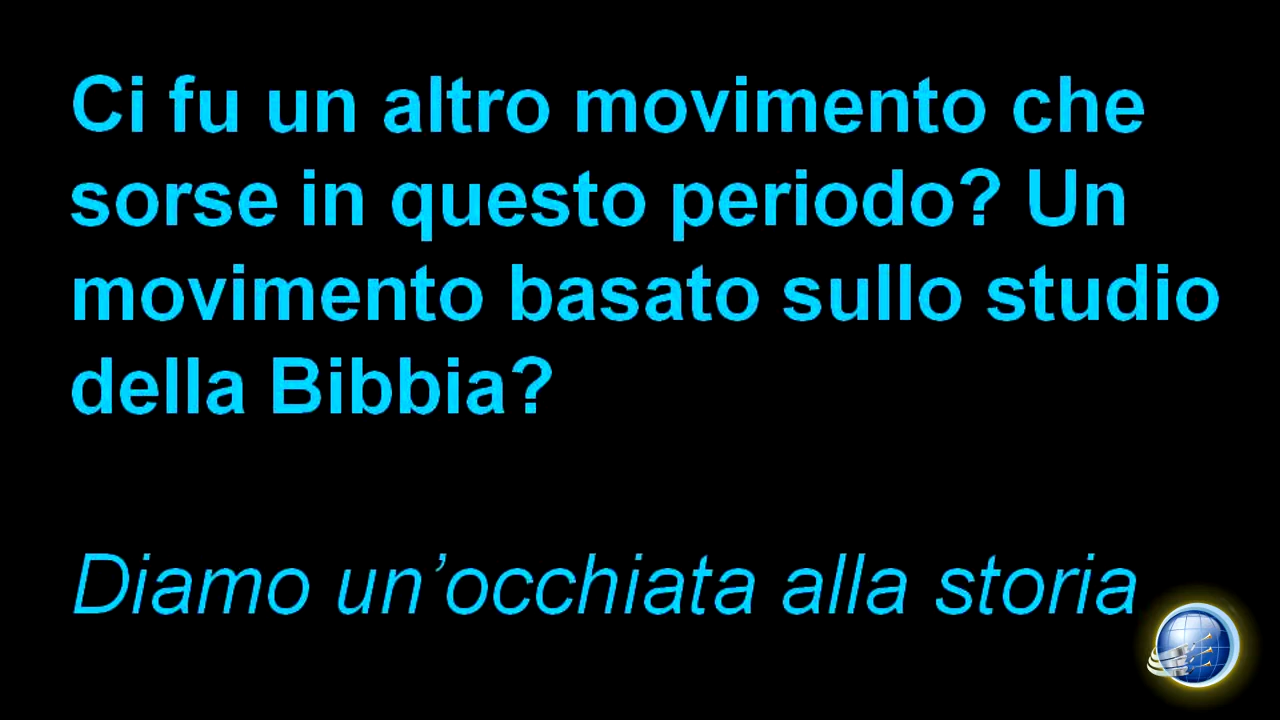 Ci fu un altro movimento che
sorse in questo periodo? Un
movimento basato sullo studio
della Bibbia?
Diamo un’occhiata alla storia